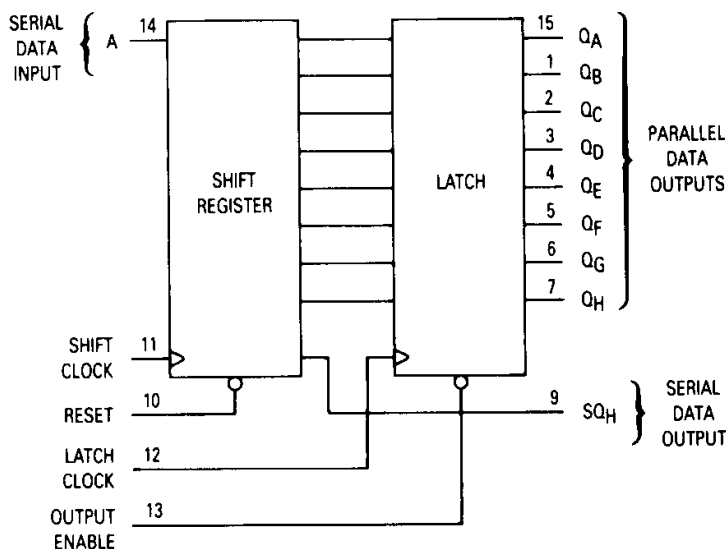 SERIAL
DATA
INPUT
A
14
SHIFT
REGISTER
LATCH
15 QA
1 QB
2 QC
3 QD
4 QE
5 QF
6 QG
7 QH
PARALLEL
DATA
OUTPUTS
SHIFT
CLOCK
11
RESET
10
LATCH
CLOCK
12
OUTPUT
ENABLE
13
9 SQH
SERIAL
DATA
OUTPUT